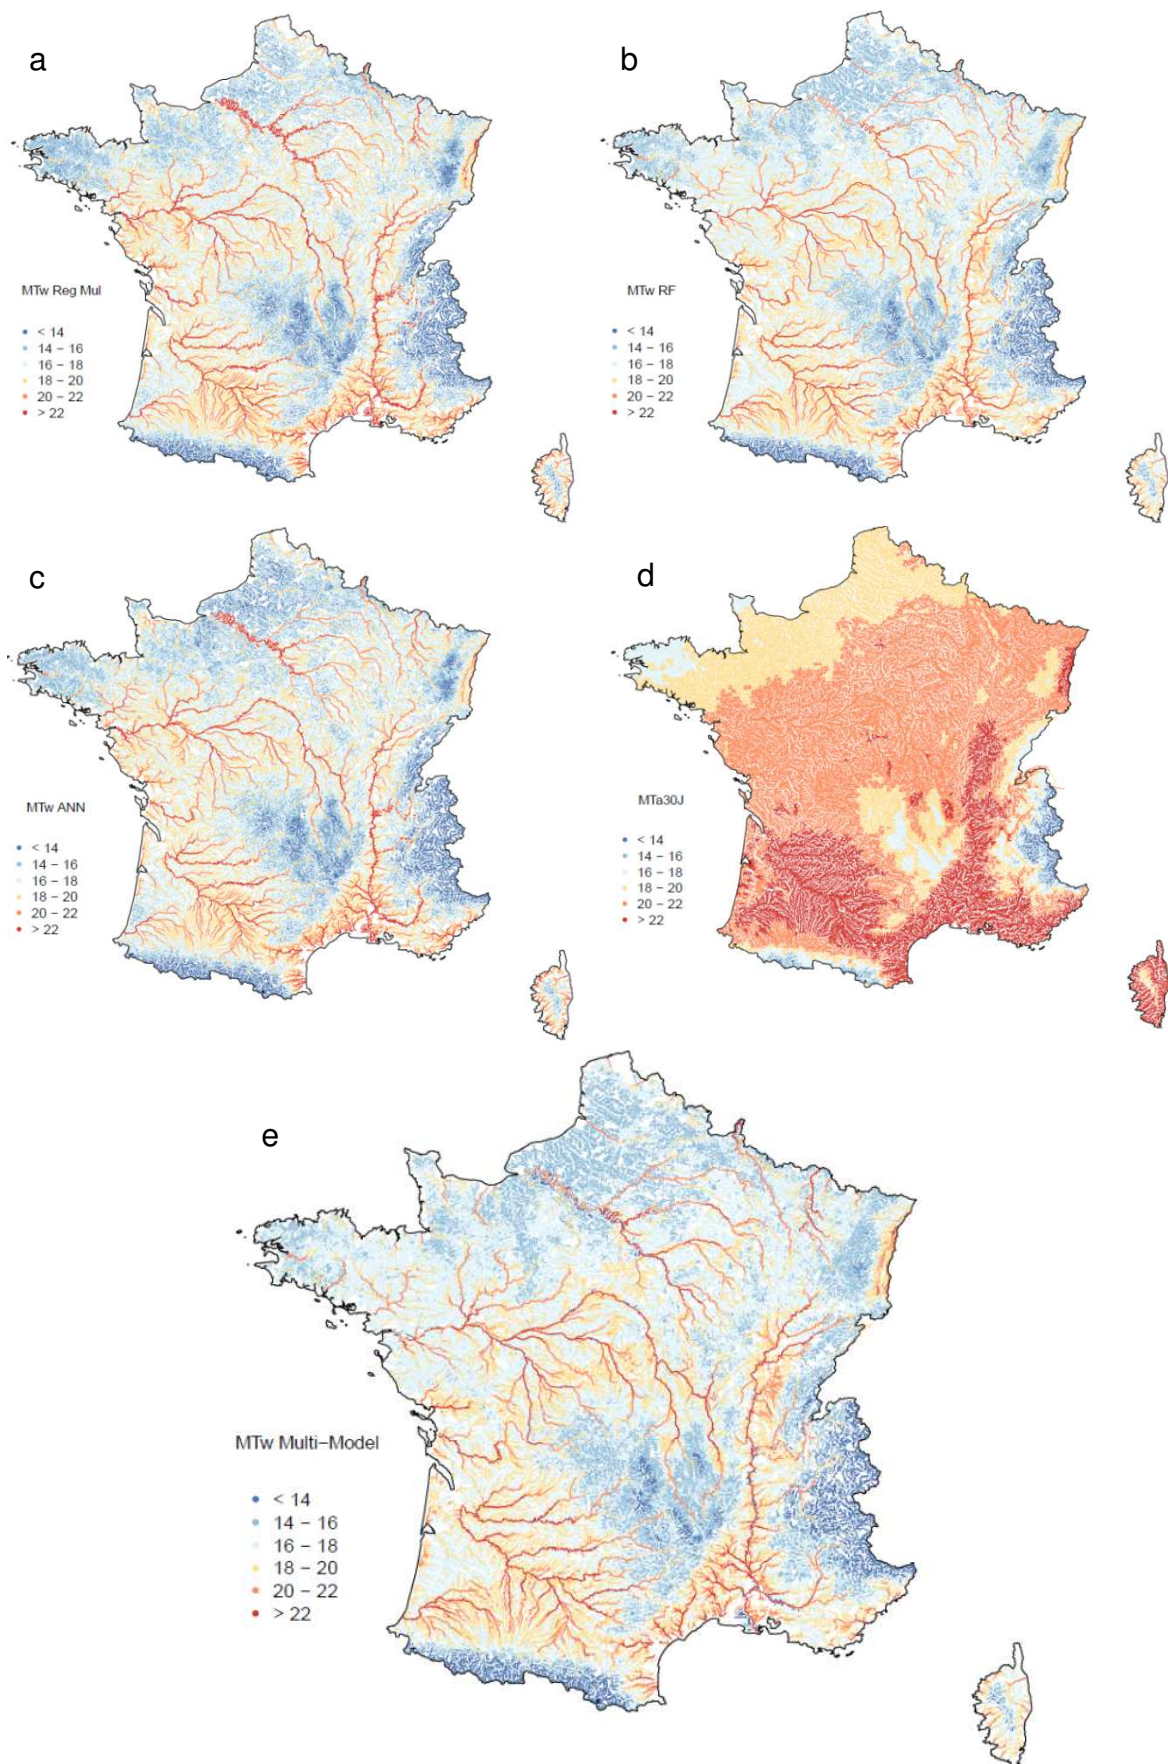 a
MTw Reg Mul
< 14
14 – 16
16 – 18
18 – 20
20 – 22
> 22
b
MTw RF
< 14
14 – 16
16 – 18
18 – 20
20 – 22
> 22
c
MTw ANN
< 14
14 – 16
16 – 18
18 – 20
20 – 22
> 22
d
MTa30J
< 14
14 – 16
16 – 18
18 – 20
20 – 22
> 22
e
MTw Multi–Model
< 14
14 – 16
16 – 18
18 – 20
20 – 22
> 22